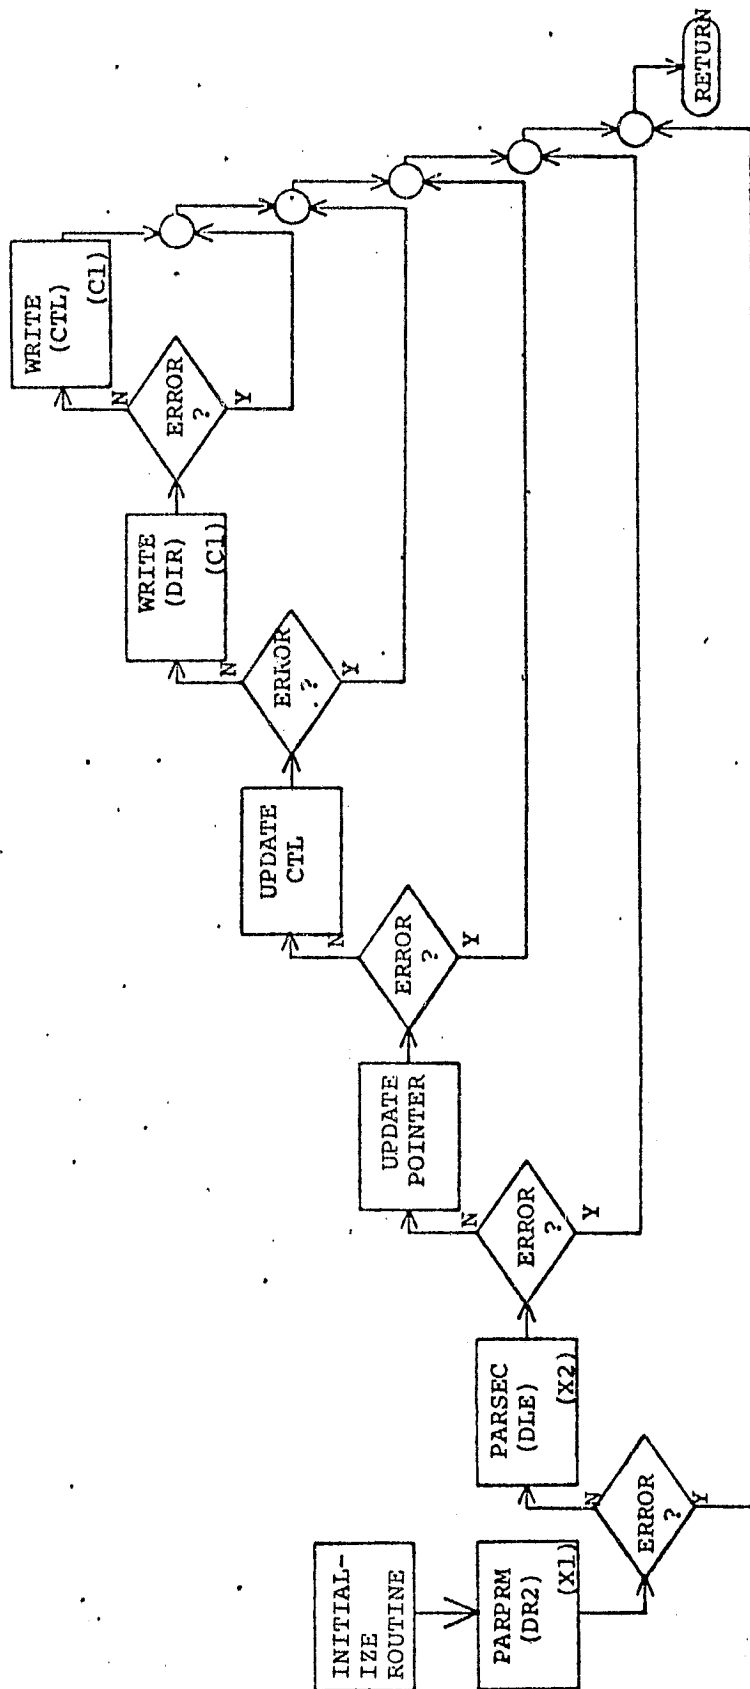 INITIAL-
IZE
ROUTINE
PARPRM
(DR2)
(X1)
ERROR
?
N
Y
PARSEC
(DLE)
(X2)
ERROR
?
N
Y
UPDATE
POINTER
ERROR
?
N
Y
UPDATE
CTL
ERROR
?
N
Y
WRITE
(DIR)
(C1)
ERROR
?
N
Y
WRITE
(CTL)
(C1)
RETURN